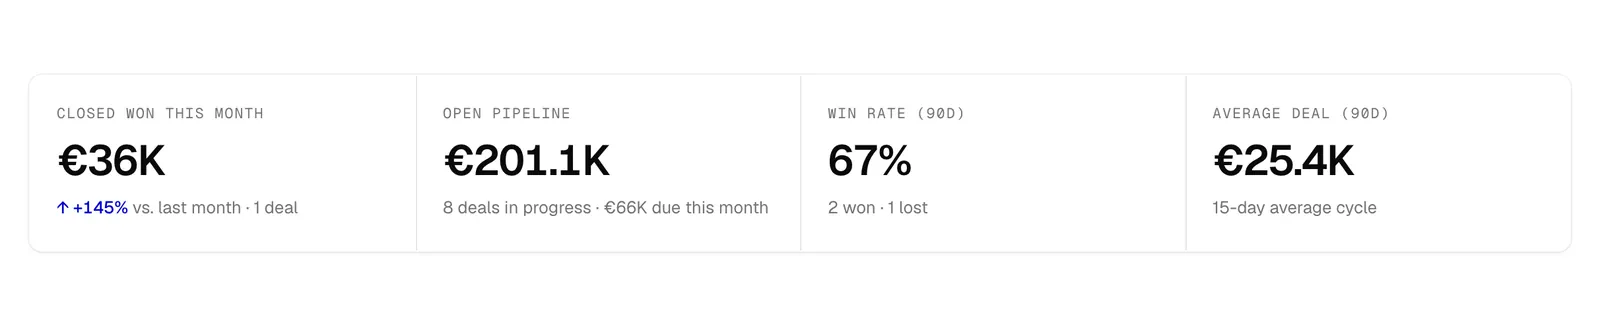 CLOSED WON THIS MONTH
€36K
↑ +145% vs. last month · 1 deal
OPEN PIPELINE
€201.1K
8 deals in progress · €66K due this month
WIN RATE (90D)
67%
2 won · 1 lost
AVERAGE DEAL (90D)
€25.4K
15-day average cycle